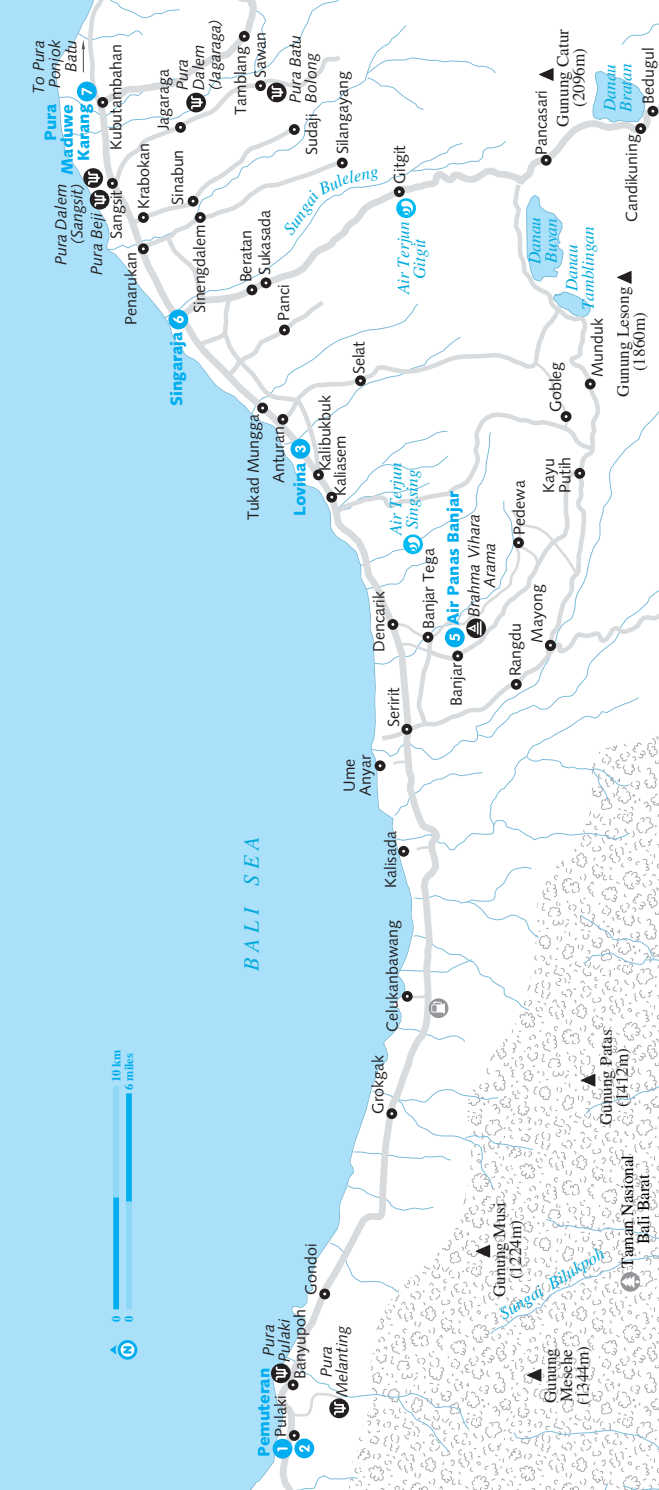 To Pura
Ponjok
Batu
Pura
Maduwe
Karang
7
Kubutambahan
Pura Dalem
(Sangsit)
Pura Beji
Sangsit
Jagaraga
Pura
Dalem
(Jagaraga)
Tamblang
Sawan
Pura Batu
Bolong
Krabokan
Sinabun
Sudaji
Silangayang
Penarukan
Sinengdalem
Sungai Buleleng
Singaraja
6
Beratan
Sukasada
Panci
Gitgit
Air Terjun
Gitgit
Pancasari
Gunung Catur
(2096m)
Danau
Bratan
Candikuning
Bedugul
Danau
Buyan
Danau
Tamblingan
Gunung Lesong
(1860m)
Munduk
Gobleg
Kayu
Putih
Selat
Tukad Mungga
Anturan
Lovina
3
Kalibukbuk
Kaliasem
Air Terjun
Singsing
Dencarik
Banjar Tega
5
Air Panas Banjar
Brahma Vihara
Arama
Banjar
Pedewa
Rangdu
Mayong
Seririt
Ume
Anyar
Kalisada
BALI SEA
Celukanbawang
Grokgak
0
10 km
0
6 miles
N
Gondoi
Pemuteran
1
2
Pulaki
Pura
Pulaki
Banyupoh
Pura
Melanting
Gunung Musi
(1224m)
Gunung Patas
(1412m)
Gunung
Mesehe
(1344m)
Sungai Bilukpoh
Taman Nasional
Bali Barat